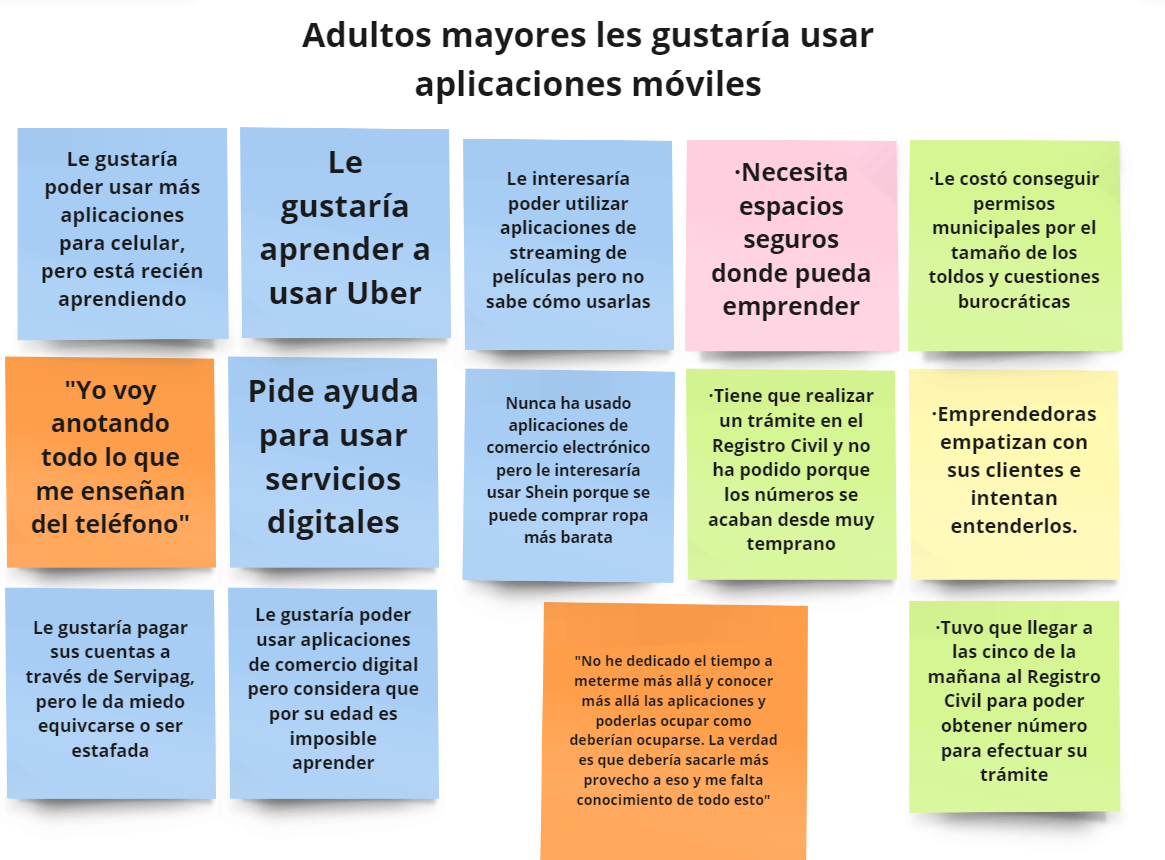 Adultos mayores les gustaría usar
aplicaciones móviles
Le gustaría
poder usar más
aplicaciones
para celular,
pero está recién
aprendiendo
Le
gustaría
aprender a
usar Uber
Le interesaría
poder utilizar
aplicaciones de
streaming de
películas pero no
sabe cómo usarlas
·Necesita
espacios
seguros
donde pueda
emprender
·Le costó conseguir
permisos
municipales por el
tamaño de los
toldos y cuestiones
burocráticas
"Yo voy
anotando
todo lo que
me enseñan
del teléfono"
Pide ayuda
para usar
servicios
digitales
Nunca ha usado
aplicaciones de
comercio electrónico
pero le interesaría
usar Shein porque se
puede comprar ropa
más barata
·Tiene que realizar
un trámite en el
Registro Civil y no
ha podido porque
los números se
acaban desde muy
temprano
·Emprendedoras
empatizan con
sus clientes e
intentan
entenderlos.
Le gustaría pagar
sus cuentas a
través de Servipag,
pero le da miedo
equivcarse o ser
estafada
Le gustaría poder
usar aplicaciones
de comercio digital
pero considera que
por su edad es
imposible
aprender
"No he dedicado el tiempo a
meterme más allá y conocer
más allá las aplicaciones y
poderlas ocupar como
deberían ocuparse. La verdad
es que debería sacarle más
provecho a eso y me falta
conocimiento de todo esto"
·Tuvo que llegar a
las cinco de la
mañana al Registro
Civil para poder
obtener número
para efectuar su
trámite